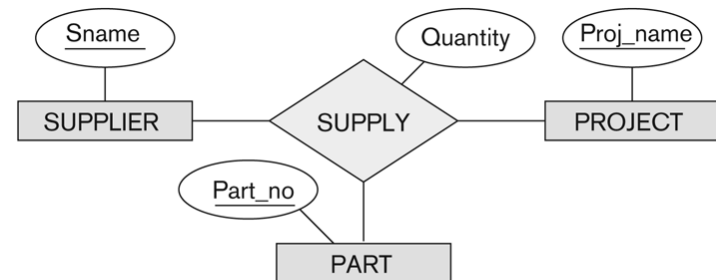 Sname
Quantity
Proj_name
SUPPLIER
SUPPLY
PROJECT
Part_no
PART